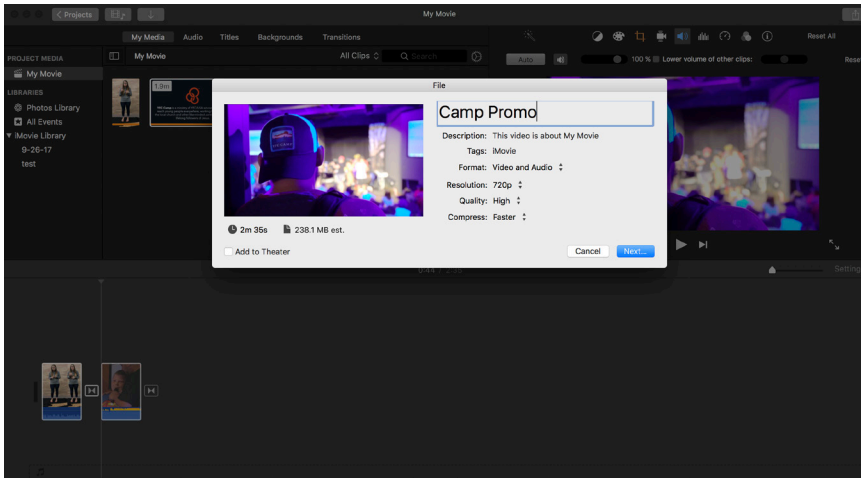 Projects
My Movie
My Media Audio Titles Backgrounds Transitions
Reset All
PROJECT MEDIA
My Movie
All Clips
Search
Auto
100 %
Lower volume of other clips:
My Movie
LIBRARIES
Photos Library
All Events
iMovie Library
9-26-17
test
1.9m
File
Camp Promo
Description: This video is about My Movie
Tags: iMovie
Format: Video and Audio
Resolution: 720p
Quality: High
Compress: Faster
2m 35s
238.1 MB est.
Add to Theater
Cancel
Next...